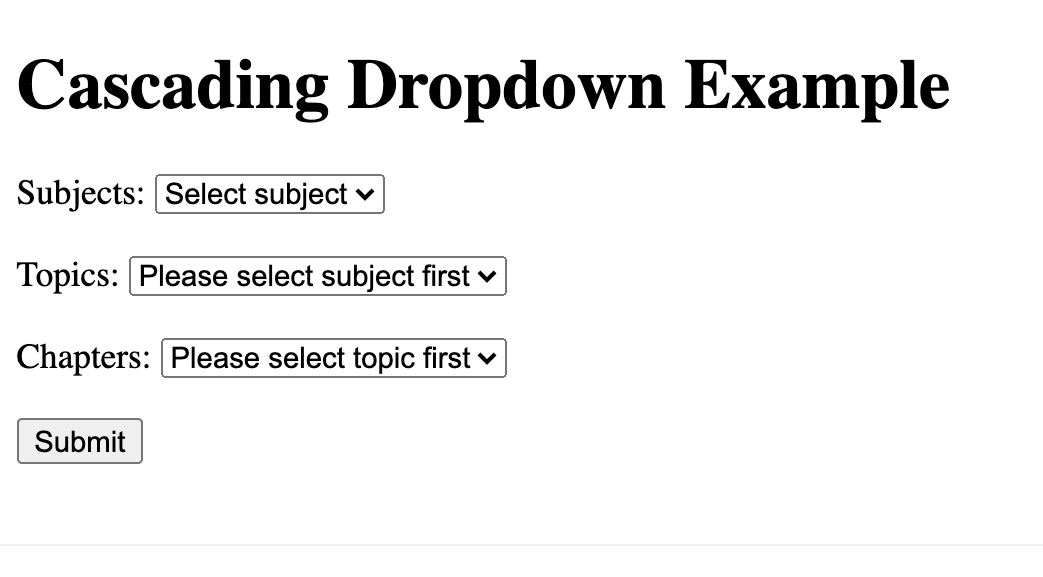 Cascading Dropdown Example
Subjects: Select subject
Topics: Please select subject first
Chapters: Please select topic first
Submit